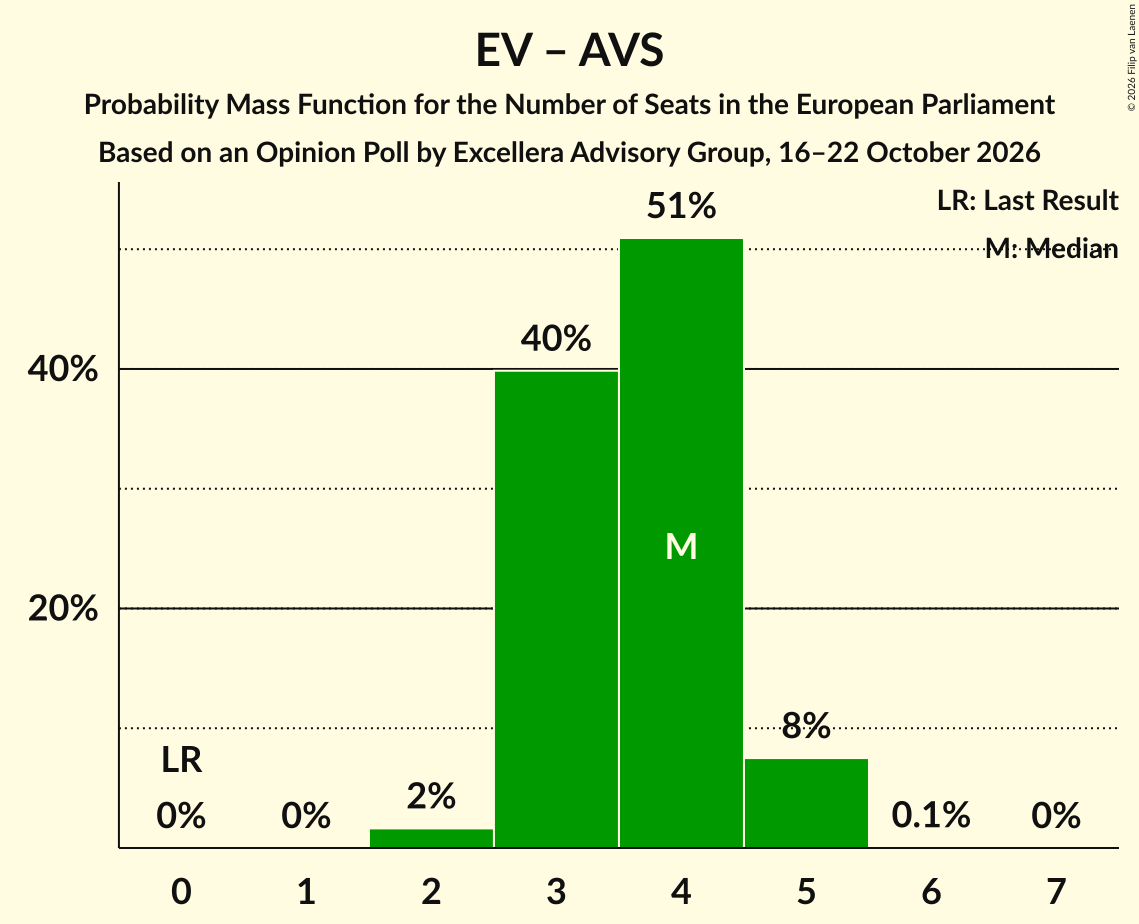 EV – AVS
Probability Mass Function for the Number of Seats in the European Parliament
Based on an Opinion Poll by Excellera Advisory Group, 16–22 October 2026
© 2026 Filip van Laenen
LR: Last Result
M: Median
51%
40%
40%
M
20%
8%
LR
0%
0%
2%
0.1%
0%
0
1
2
3
4
5
6
7